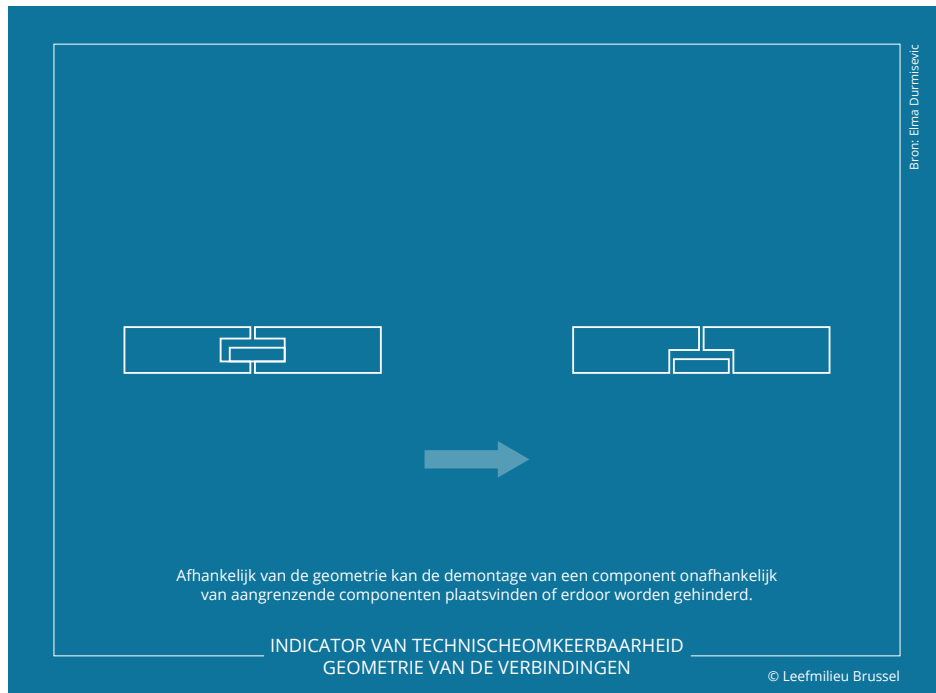 Bron: Elma Durmisevic
Afhankelijk van de geometrie kan de demontage van een component onafhankelijk
van aangrenzende componenten plaatsvinden of erdoor worden gehinderd.
INDICATOR VAN TECHNISCHEOMKEERBAARHEID
GEOMETRIE VAN DE VERBINDINGEN
© Leefmilieu Brussel